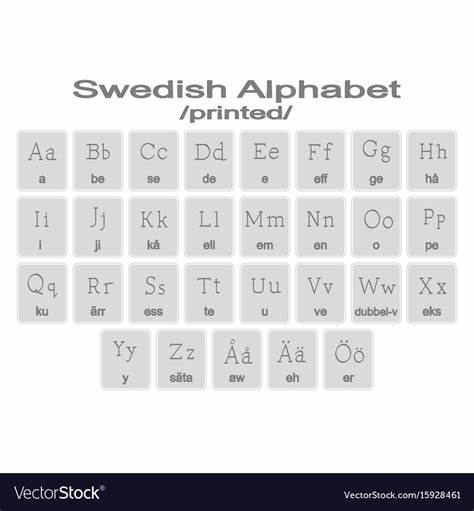 Swedish Alphabet
/printed/
Aa Bb Cc Dd Ee Ff Gg Hh
a be se de e eff ge hå
Ii Jj Kk Ll Mm Nn Oo Pp
i ji kå ell em en o pe
Qq Rr Ss Tt Uu Vv Ww Xx
ku ärr ess te u ve dubbel-v eks
Yy Zz Åå Ää Öö
y säta aw eh er
VectorStock® VectorStock.com/15928461